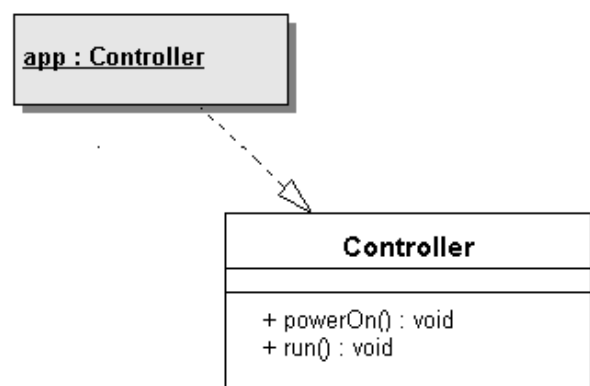 app : Controller
Controller
+ powerOn() : void
+ run() : void